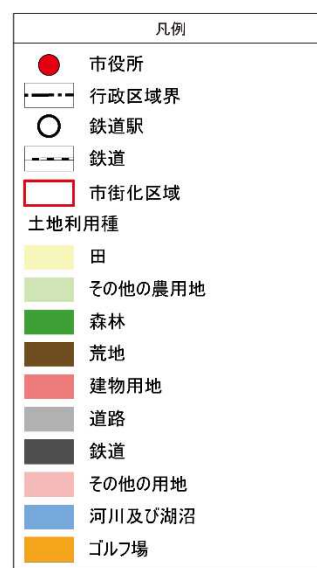 凡例
市役所
行政区域界
鉄道駅
鉄道
市街化区域
土地利用種
田
その他の農用地
森林
荒地
建物用地
道路
鉄道
その他の用地
河川及び湖沼
ゴルフ場